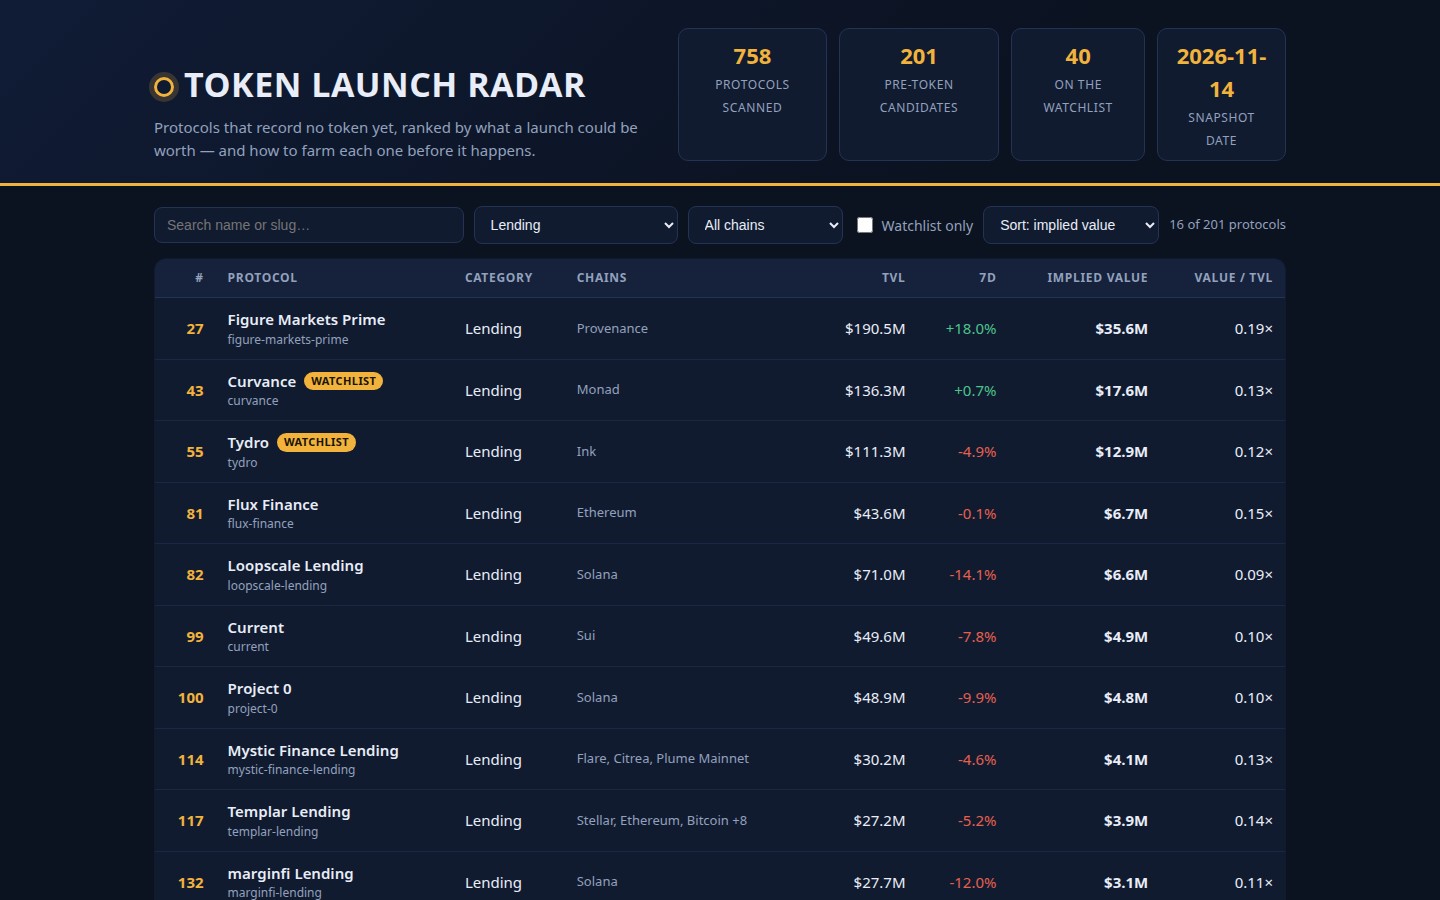 TOKEN LAUNCH RADAR
Protocols that record no token yet, ranked by what a launch could be
worth — and how to farm each one before it happens.
758
PROTOCOLS
SCANNED
201
PRE-TOKEN
CANDIDATES
40
ON THE
WATCHLIST
2026-11-
14
SNAPSHOT
DATE
Search name or slug… Lending All chains Watchlist only Sort: implied value 16 of 201 protocols
# PROTOCOL CATEGORY CHAINS TVL 7D IMPLIED VALUE VALUE / TVL
27 Figure Markets Prime Lending Provenance $190.5M +18.0% $35.6M 0.19×
figure-markets-prime
43 Curvance WATCHLIST Lending Monad $136.3M +0.7% $17.6M 0.13×
curvance
55 Tydro WATCHLIST Lending Ink $111.3M -4.9% $12.9M 0.12×
tydro
81 Flux Finance Lending Ethereum $43.6M -0.1% $6.7M 0.15×
flux-finance
82 Loopscale Lending Lending Solana $71.0M -14.1% $6.6M 0.09×
loopscale-lending
99 Current Lending Sui $49.6M -7.8% $4.9M 0.10×
current
100 Project 0 Lending Solana $48.9M -9.9% $4.8M 0.10×
project-0
114 Mystic Finance Lending Lending Flare, Citrea, Plume Mainnet $30.2M -4.6% $4.1M 0.13×
mystic-finance-lending
117 Templar Lending Lending Stellar, Ethereum, Bitcoin +8 $27.2M -5.2% $3.9M 0.14×
templar-lending
132 marginfi Lending Lending Solana $27.7M -12.0% $3.1M 0.11×
marginfi-lending